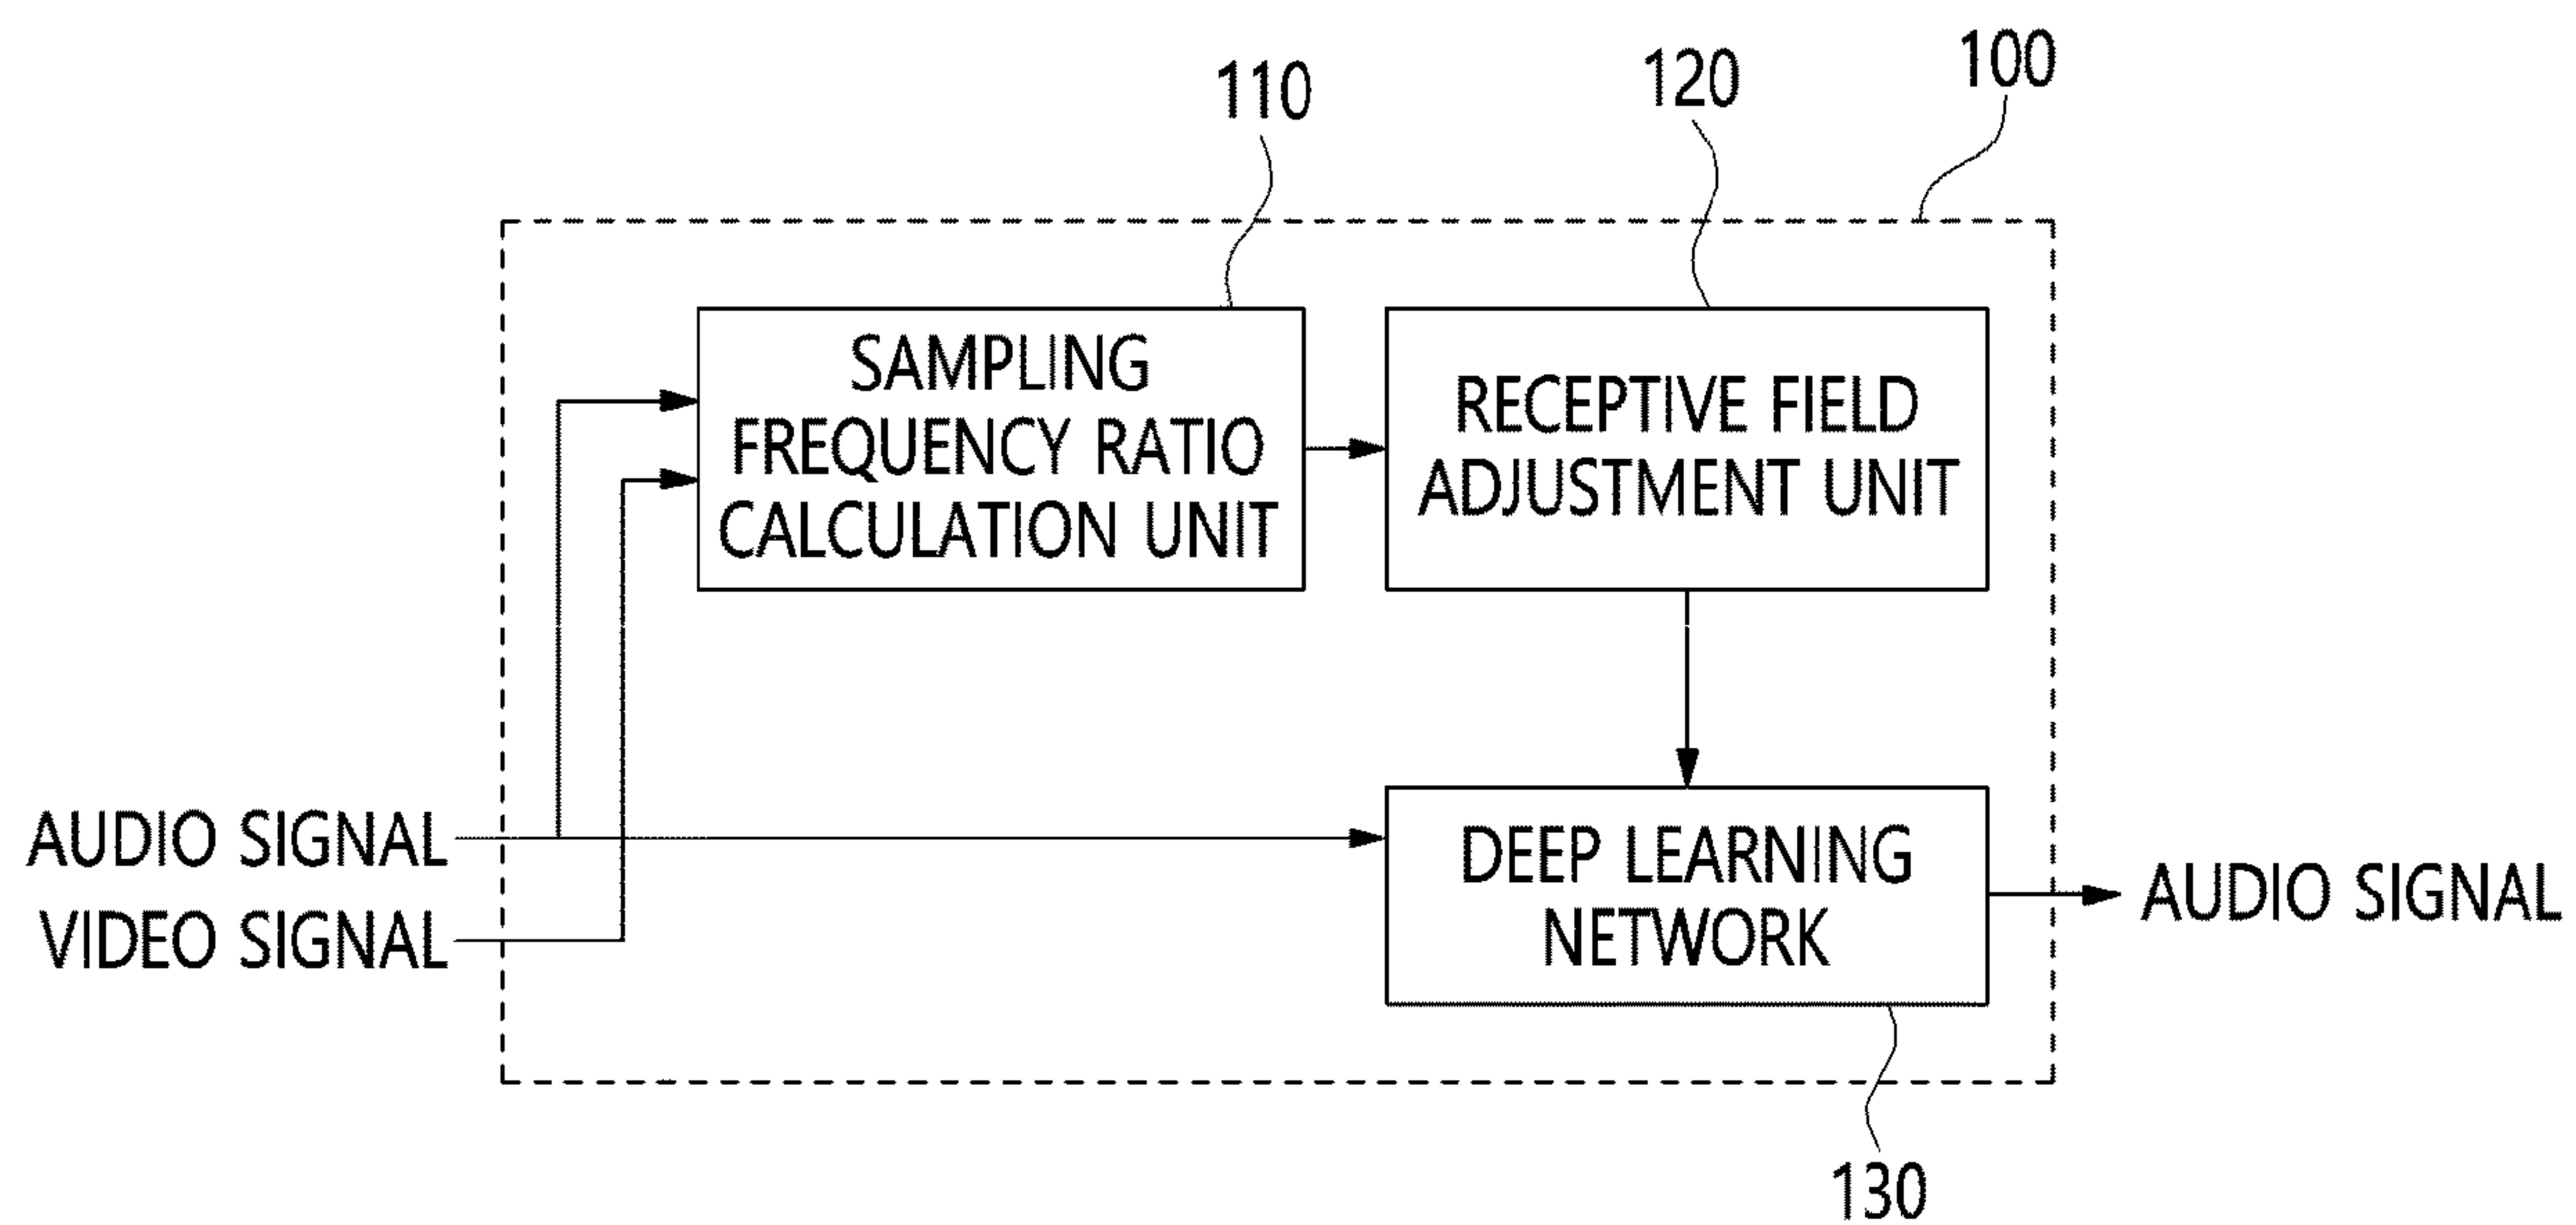 110
120
100
SAMPLING
FREQUENCY RATIO
CALCULATION UNIT
RECEPTIVE FIELD
ADJUSTMENT UNIT
AUDIO SIGNAL
VIDEO SIGNAL
DEEP LEARNING
NETWORK
AUDIO SIGNAL
130